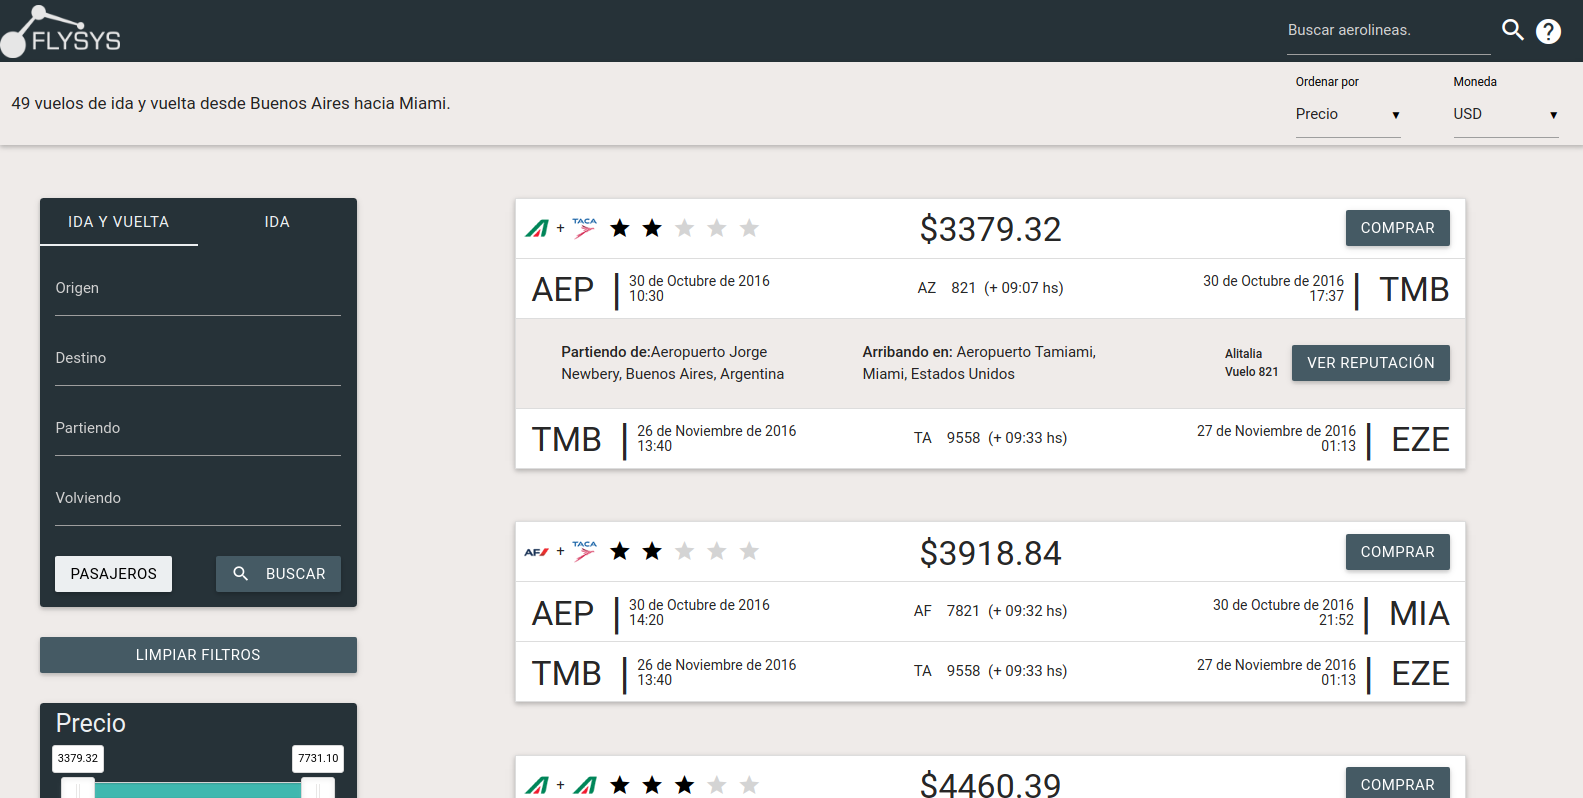 FLYSYS
Buscar aerolineas.
?
49 vuelos de ida y vuelta desde Buenos Aires hacia Miami.
Ordenar por
Precio
Moneda
USD
IDA Y VUELTA
IDA
Origen
Destino
Partiendo
Volviendo
PASAJEROS
BUSCAR
LIMPIAR FILTROS
Precio
3379.32
7731.10
+
TACA
$3379.32
COMPRAR
AEP
30 de Octubre de 2016
10:30
AZ 821 (+ 09:07 hs)
30 de Octubre de 2016
17:37
TMB
Partiendo de:Aeropuerto Jorge
Newbery, Buenos Aires, Argentina
Arribando en: Aeropuerto Tamiami,
Miami, Estados Unidos
Alitalia
Vuelo 821
VER REPUTACIÓN
TMB
26 de Noviembre de 2016
13:40
TA 9558 (+ 09:33 hs)
27 de Noviembre de 2016
01:13
EZE
AF
+
TACA
$3918.84
COMPRAR
AEP
30 de Octubre de 2016
14:20
AF 7821 (+ 09:32 hs)
30 de Octubre de 2016
21:52
MIA
TMB
26 de Noviembre de 2016
13:40
TA 9558 (+ 09:33 hs)
27 de Noviembre de 2016
01:13
EZE
+
$4460.39
COMPRAR